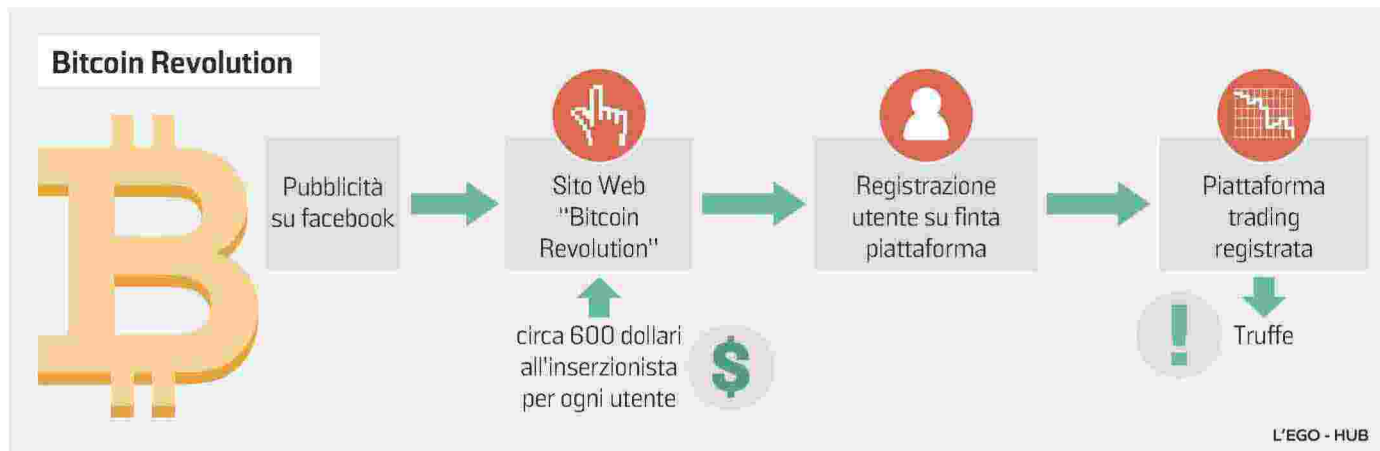 Bitcoin Revolution
Pubblicità
su facebook
Sito Web
"Bitcoin
Revolution"
Registrazione
utente su finta
piattaforma
Piattaforma
trading
registrata
circa 600 dollari
all'inserzionista
per ogni utente
$
!
Truffe
L'EGO - HUB